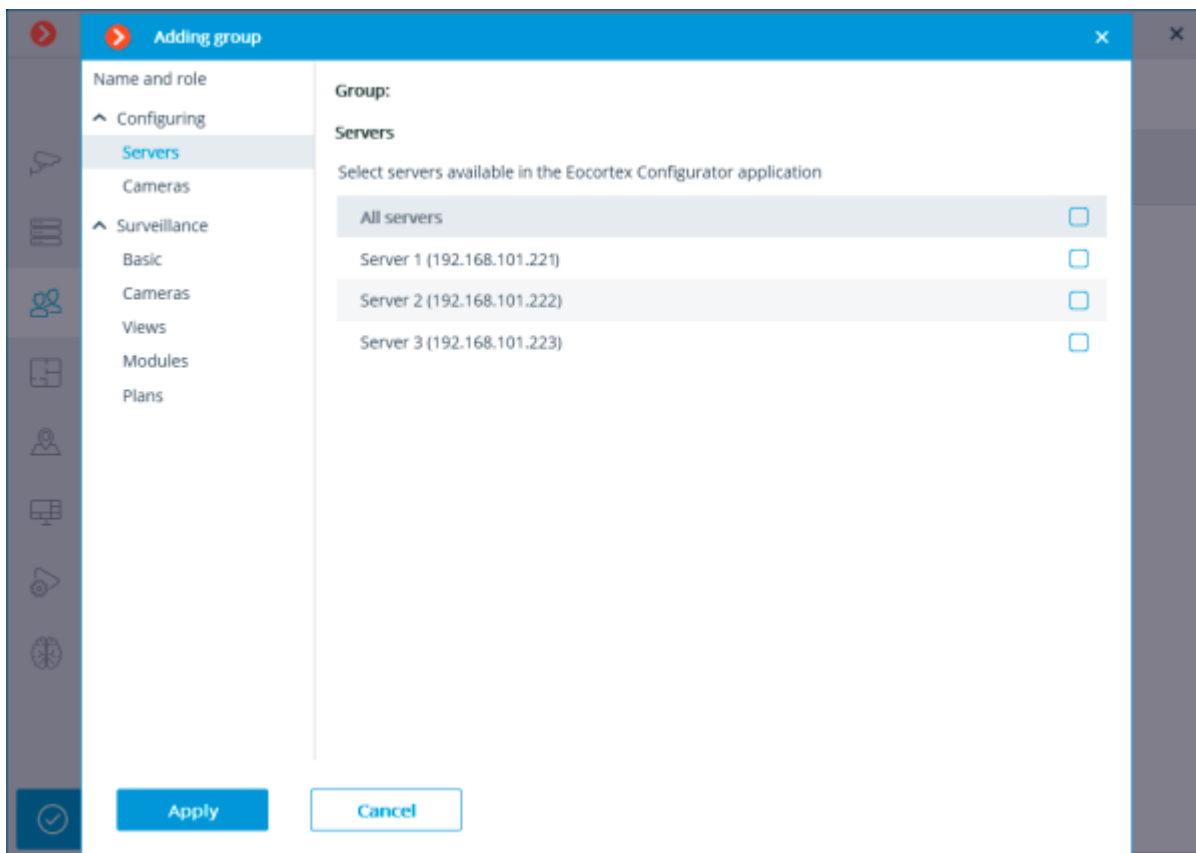 Adding group
Name and role
Configuring
Servers
Cameras
Surveillance
Basic
Cameras
Views
Modules
Plans
Group:
Servers
Select servers available in the Eocortex Configurator application
All servers
Server 1 (192.168.101.221)
Server 2 (192.168.101.222)
Server 3 (192.168.101.223)
Apply
Cancel